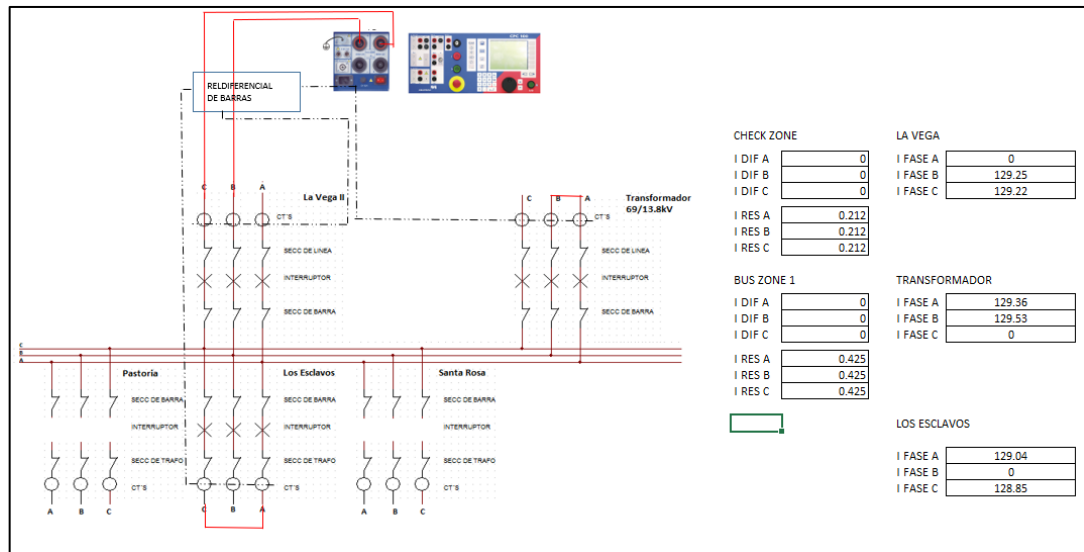 RELDIFERENCIAL
DE BARRAS
C B A
La Vega II
CT´S
SECC DE LINEA
INTERRUPTOR
SECC DE BARRA
C B A
Transformador
69/13.8kV
CT´S
SECC DE LINEA
INTERRUPTOR
SECC DE BARRA
C
B
A
Pastoria
SECC DE BARRA
INTERRUPTOR
SECC DE TRAFO
CT´S
A B C
Los Esclavos
SECC DE BARRA
INTERRUPTOR
SECC DE TRAFO
CT´S
C B A
Santa Rosa
SECC DE BARRA
INTERRUPTOR
SECC DE TRAFO
CT´S
A B C
CHECK ZONE
I DIF A 0
I DIF B 0
I DIF C 0
I RES A 0.212
I RES B 0.212
I RES C 0.212
BUS ZONE 1
I DIF A 0
I DIF B 0
I DIF C 0
I RES A 0.425
I RES B 0.425
I RES C 0.425
LA VEGA
I FASE A 0
I FASE B 129.25
I FASE C 129.22
TRANSFORMADOR
I FASE A 129.36
I FASE B 129.53
I FASE C 0
LOS ESCLAVOS
I FASE A 129.04
I FASE B 0
I FASE C 128.85